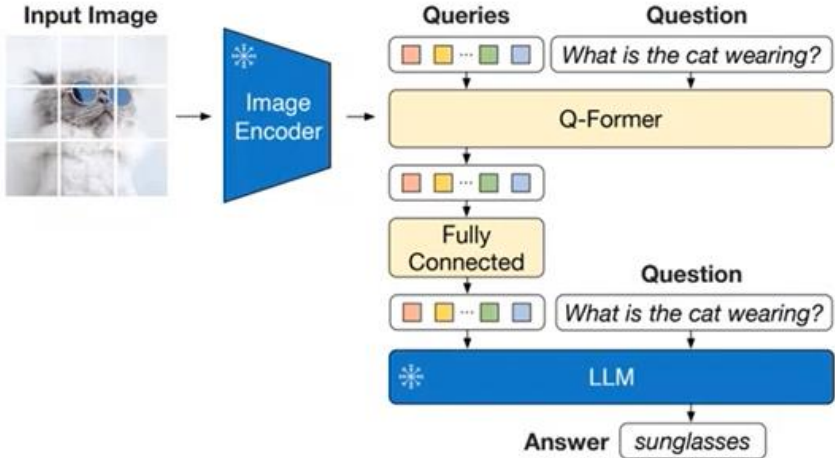 Input Image
Queries
Question
What is the cat wearing?
Image
Encoder
Q-Former
Fully
Connected
Question
What is the cat wearing?
LLM
Answer
sunglasses